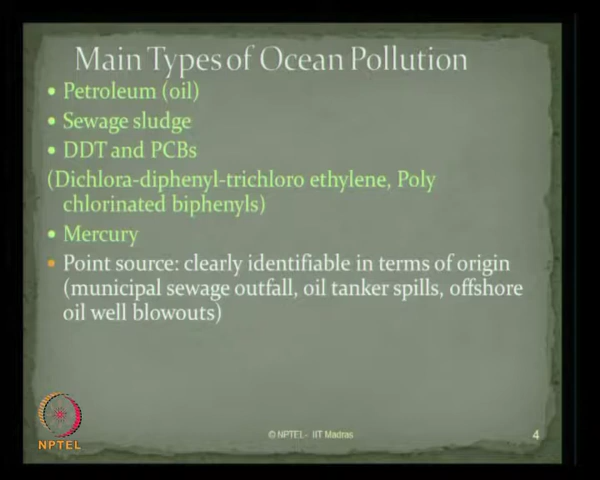 Main Types of Ocean Pollution
• Petroleum (oil)
• Sewage sludge
• DDT and PCBs
(Dichlora-diphenyl-trichloro ethylene, Poly
chlorinated biphenyls)
• Mercury
• Point source: clearly identifiable in terms of origin
(municipal sewage outfall, oil tanker spills, offshore
oil well blowouts)
NPTEL
© NPTEL - IIT Madras
4